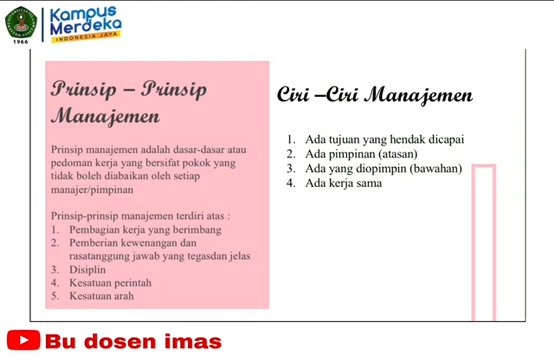 1966
Kampus
Merdeka
INDONESIA JAYA
Prinsip – Prinsip
Manajemen
Prinsip manajemen adalah dasar-dasar atau
pedoman kerja yang bersifat pokok yang
tidak boleh diabaikan oleh setiap
manajer/pimpinan
Prinsip-prinsip manajemen terdiri atas :
1. Pembagian kerja yang berimbang
2. Pemberian kewenangan dan
rasatanggung jawab yang tegasdan jelas
3. Disiplin
4. Kesatuan perintah
5. Kesatuan arah
Ciri –Ciri Manajemen
1. Ada tujuan yang hendak dicapai
2. Ada pimpinan (atasan)
3. Ada yang diopimpin (bawahan)
4. Ada kerja sama
Bu dosen imas